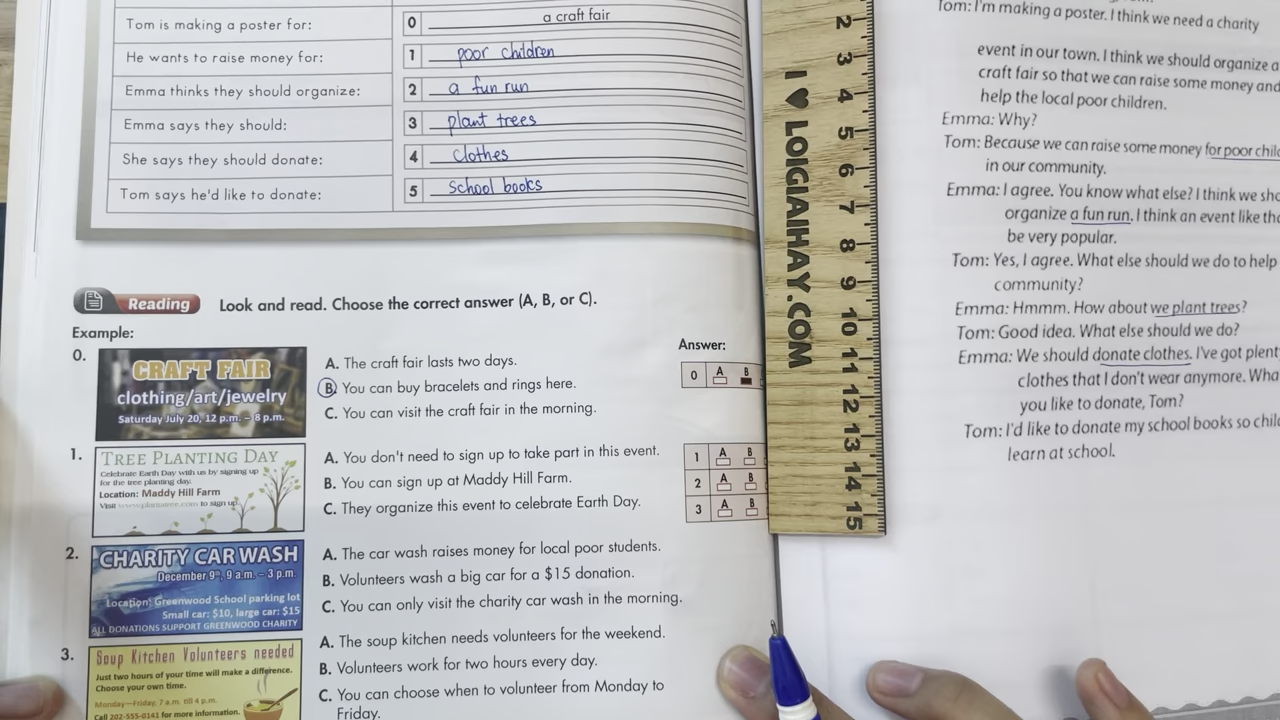 Tom is making a poster for: 0 a craft fair
He wants to raise money for: 1 poor children
Emma thinks they should organize: 2 a fun run
Emma says they should: 3 plant trees
She says they should donate: 4 clothes
Tom says he'd like to donate: 5 school books
Reading Look and read. Choose the correct answer (A, B, or C).
Example:
Answer:
0.
CRAFT FAIR
clothing/art/jewelry
Saturday July 20, 12 p.m. – 8 p.m.
A. The craft fair lasts two days.
B. You can buy bracelets and rings here.
C. You can visit the craft fair in the morning.
0 A B
1.
TREE PLANTING DAY
Celebrate Earth Day with us by signing up
for the tree planting day.
Location: Maddy Hill Farm
Visit to sign up.
A. You don't need to sign up to take part in this event.
B. You can sign up at Maddy Hill Farm.
C. They organize this event to celebrate Earth Day.
1 A B
2 A B
3 A B
2.
CHARITY CAR WASH
December 9th, 9 a.m. – 3 p.m.
Location: Greenwood School parking lot
Small car: $10, large car: $15
ALL DONATIONS SUPPORT GREENWOOD CHARITY
A. The car wash raises money for local poor students.
B. Volunteers wash a big car for a $15 donation.
C. You can only visit the charity car wash in the morning.
3.
Soup Kitchen Volunteers needed
Just two hours of your time will make a difference.
Choose your own time.
Monday–Friday, 7 a.m. till 4 p.m.
Call 202-555-0141 for more information.
A. The soup kitchen needs volunteers for the weekend.
B. Volunteers work for two hours every day.
C. You can choose when to volunteer from Monday to
Friday.
I ♥ LOIGIAIHAY.COM
2 3 4 5 6 7 8 9 10 11 12 13 14 15
Tom: I'm making a poster. I think we need a charity
event in our town. I think we should organize a
craft fair so that we can raise some money and
help the local poor children.
Emma: Why?
Tom: Because we can raise some money for poor
in our community.
Emma: I agree. You know what else? I think we
organize a fun run. I think an event like
be very popular.
Tom: Yes, I agree. What else should we do to help
community?
Emma: Hmmm. How about we plant trees?
Tom: Good idea. What else should we do?
Emma: We should donate clothes. I've got
clothes that I don't wear anymore.
you like to donate, Tom?
Tom: I'd like to donate my school books so
learn at school.